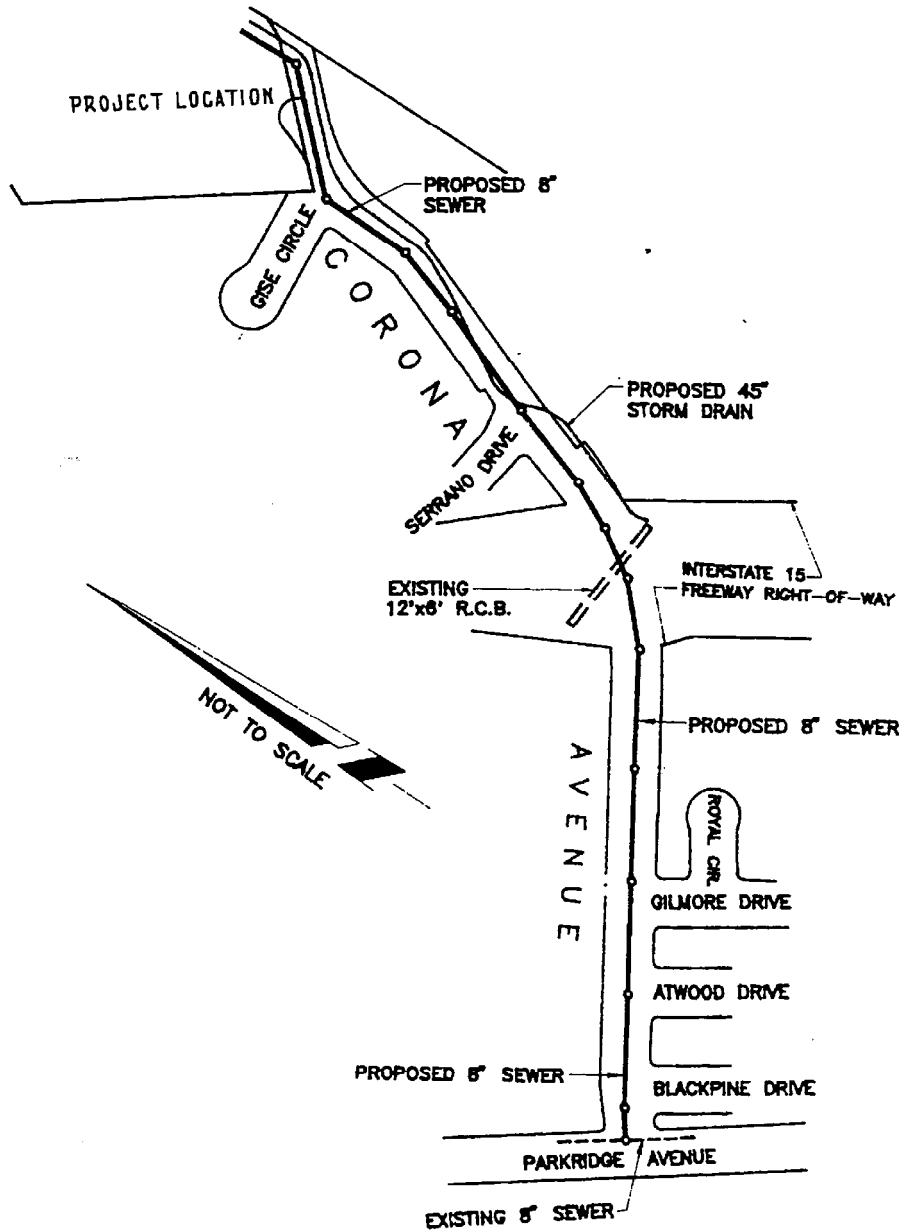 PROJECT LOCATION
PROPOSED 8"
SEWER
GISE CIRCLE
CORONA
PROPOSED 45"
STORM DRAIN
SERRANO DRIVE
EXISTING
12'x6' R.C.B.
INTERSTATE 15
FREEWAY RIGHT-OF-WAY
NOT TO SCALE
PROPOSED 8" SEWER
AVENUE
ROYAL CIR.
GILMORE DRIVE
ATWOOD DRIVE
PROPOSED 8" SEWER
BLACKPINE DRIVE
PARKRIDGE AVENUE
EXISTING 8" SEWER